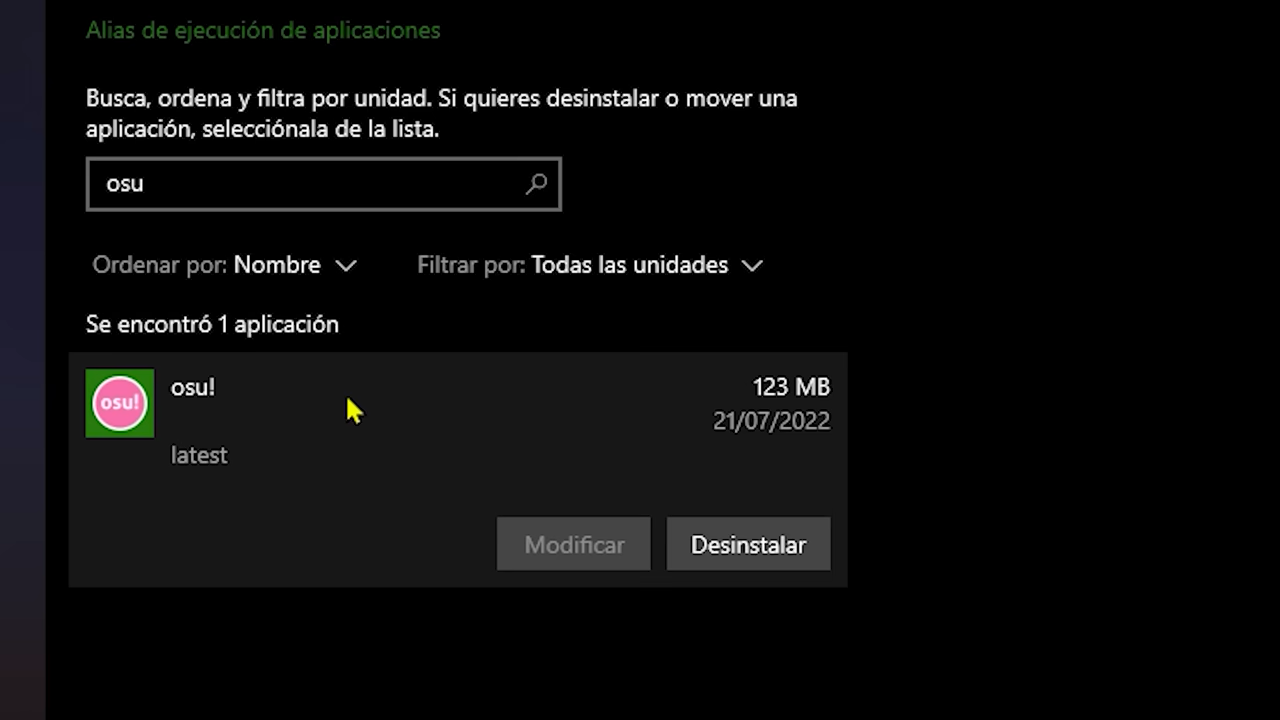 Alias de ejecución de aplicaciones
Busca, ordena y filtra por unidad. Si quieres desinstalar o mover una
aplicación, selecciónala de la lista.
osu
Ordenar por: Nombre Filtrar por: Todas las unidades
Se encontró 1 aplicación
osu! osu! 123 MB
21/07/2022
latest
Modificar Desinstalar